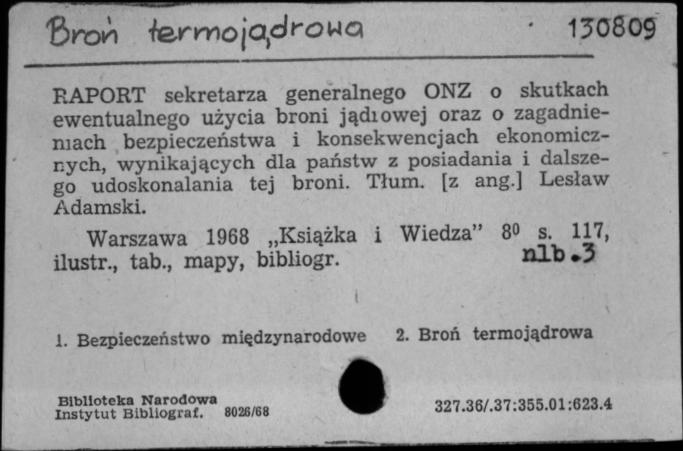 Broń termojądrowa
130809
RAPORT sekretarza generalnego ONZ o skutkach
ewentualnego użycia broni jądrowej oraz o zagadnie-
niach bezpieczeństwa i konsekwencjach ekonomicz-
nych, wynikających dla państw z posiadania i dalsze-
go udoskonalania tej broni. Tłum. [z ang.] Lesław
Adamski.
Warszawa 1968 „Książka i Wiedza” 8⁰ s. 117,
ilustr., tab., mapy, bibliogr. nlb.3
1. Bezpieczeństwo międzynarodowe 2. Broń termojądrowa
Biblioteka Narodowa
Instytut Bibliograf. 8026/68
327.36/.37:355.01:623.4